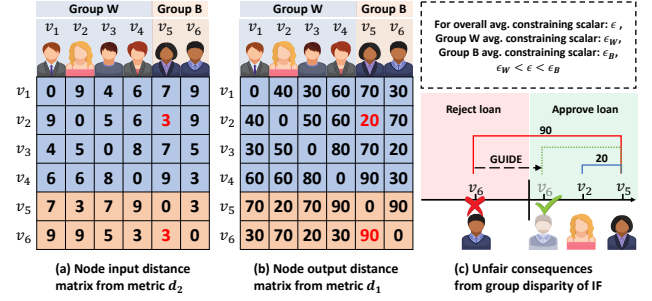 Group W Group B
v1 v2 v3 v4 v5 v6
v1 0 9 4 6 7 9
v2 9 0 5 6 3 9
v3 4 5 0 8 7 5
v4 6 6 8 0 9 3
v5 7 3 7 9 0 3
v6 9 9 5 3 3 0
(a) Node input distance
matrix from metric d2
Group W Group B
v1 v2 v3 v4 v5 v6
v1 0 40 30 60 70 30
v2 40 0 50 60 20 70
v3 30 50 0 80 70 20
v4 60 60 80 0 90 30
v5 70 20 70 90 0 90
v6 30 70 20 30 90 0
(b) Node output distance
matrix from metric d1
For overall avg. constraining scalar: ϵ ,
Group W avg. constraining scalar: ϵW,
Group B avg. constraining scalar: ϵB,
ϵW < ϵ < ϵB
Reject loan Approve loan
90
GUIDE 20
v6 v6 v2 v5
(c) Unfair consequences
from group disparity of IF